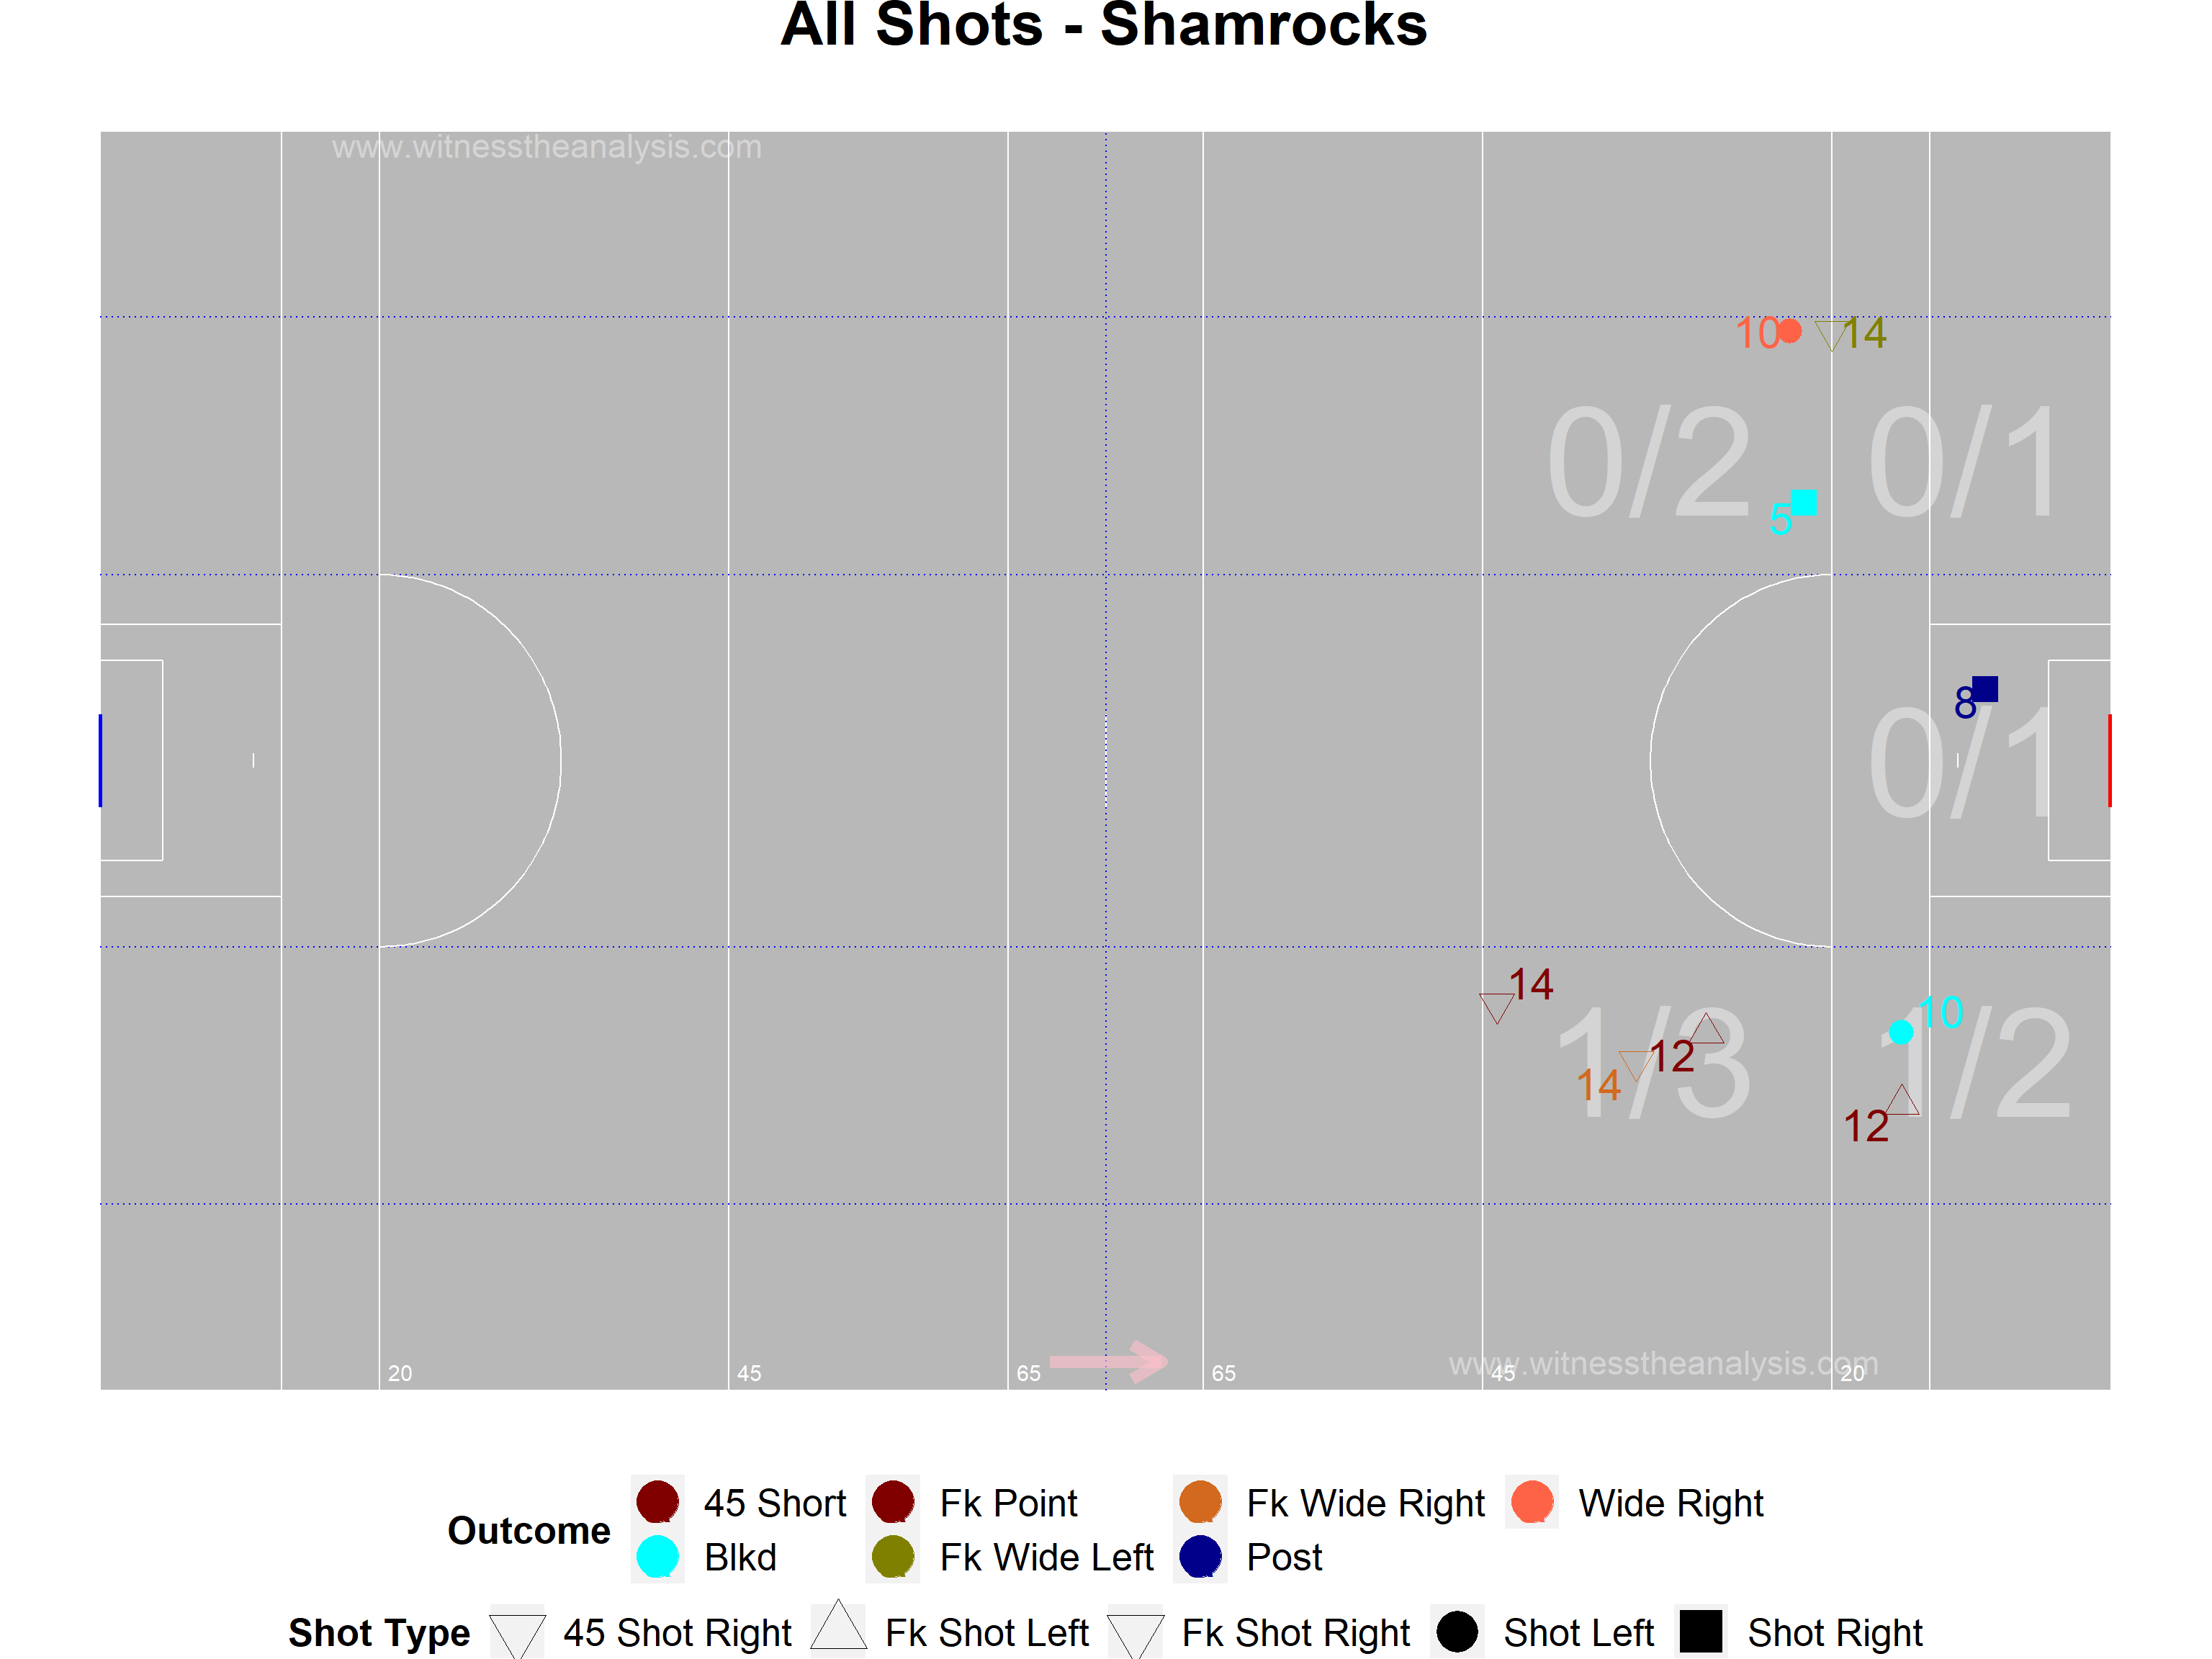 All Shots - Shamrocks
www.witnesstheanalysis.com
10 14
0/2 0/1
5
8
0/1
14
10
1/3 1/2
12
14
12
www.witnesstheanalysis.com
20 45 65 65 45 20
Outcome
45 Short Fk Point Fk Wide Right Wide Right
Blkd Fk Wide Left Post
Shot Type 45 Shot Right Fk Shot Left Fk Shot Right Shot Left Shot Right